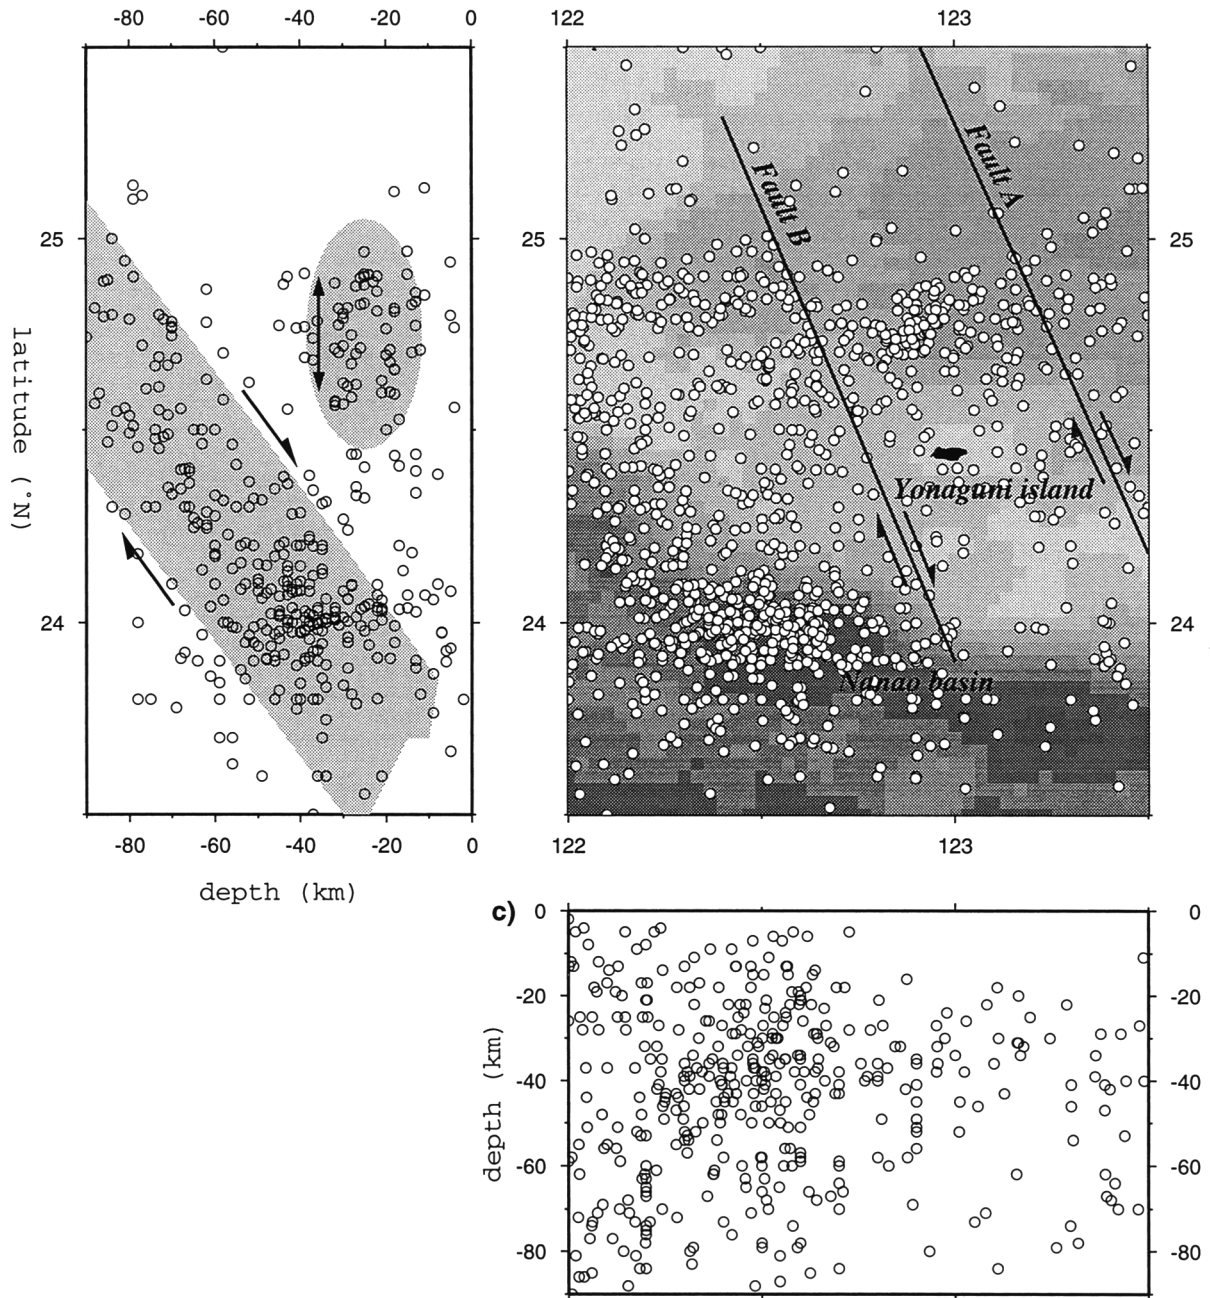 -80 -60 -40 -20 0
122 123
Fault A
Fault B
25 25
latitude (°N)
Yonaguni island
24 24
Nanao basin
-80 -60 -40 -20 0
122 123
depth (km)
c)
0 0
-20 -20
-40 -40
depth (km)
-60 -60
-80 -80